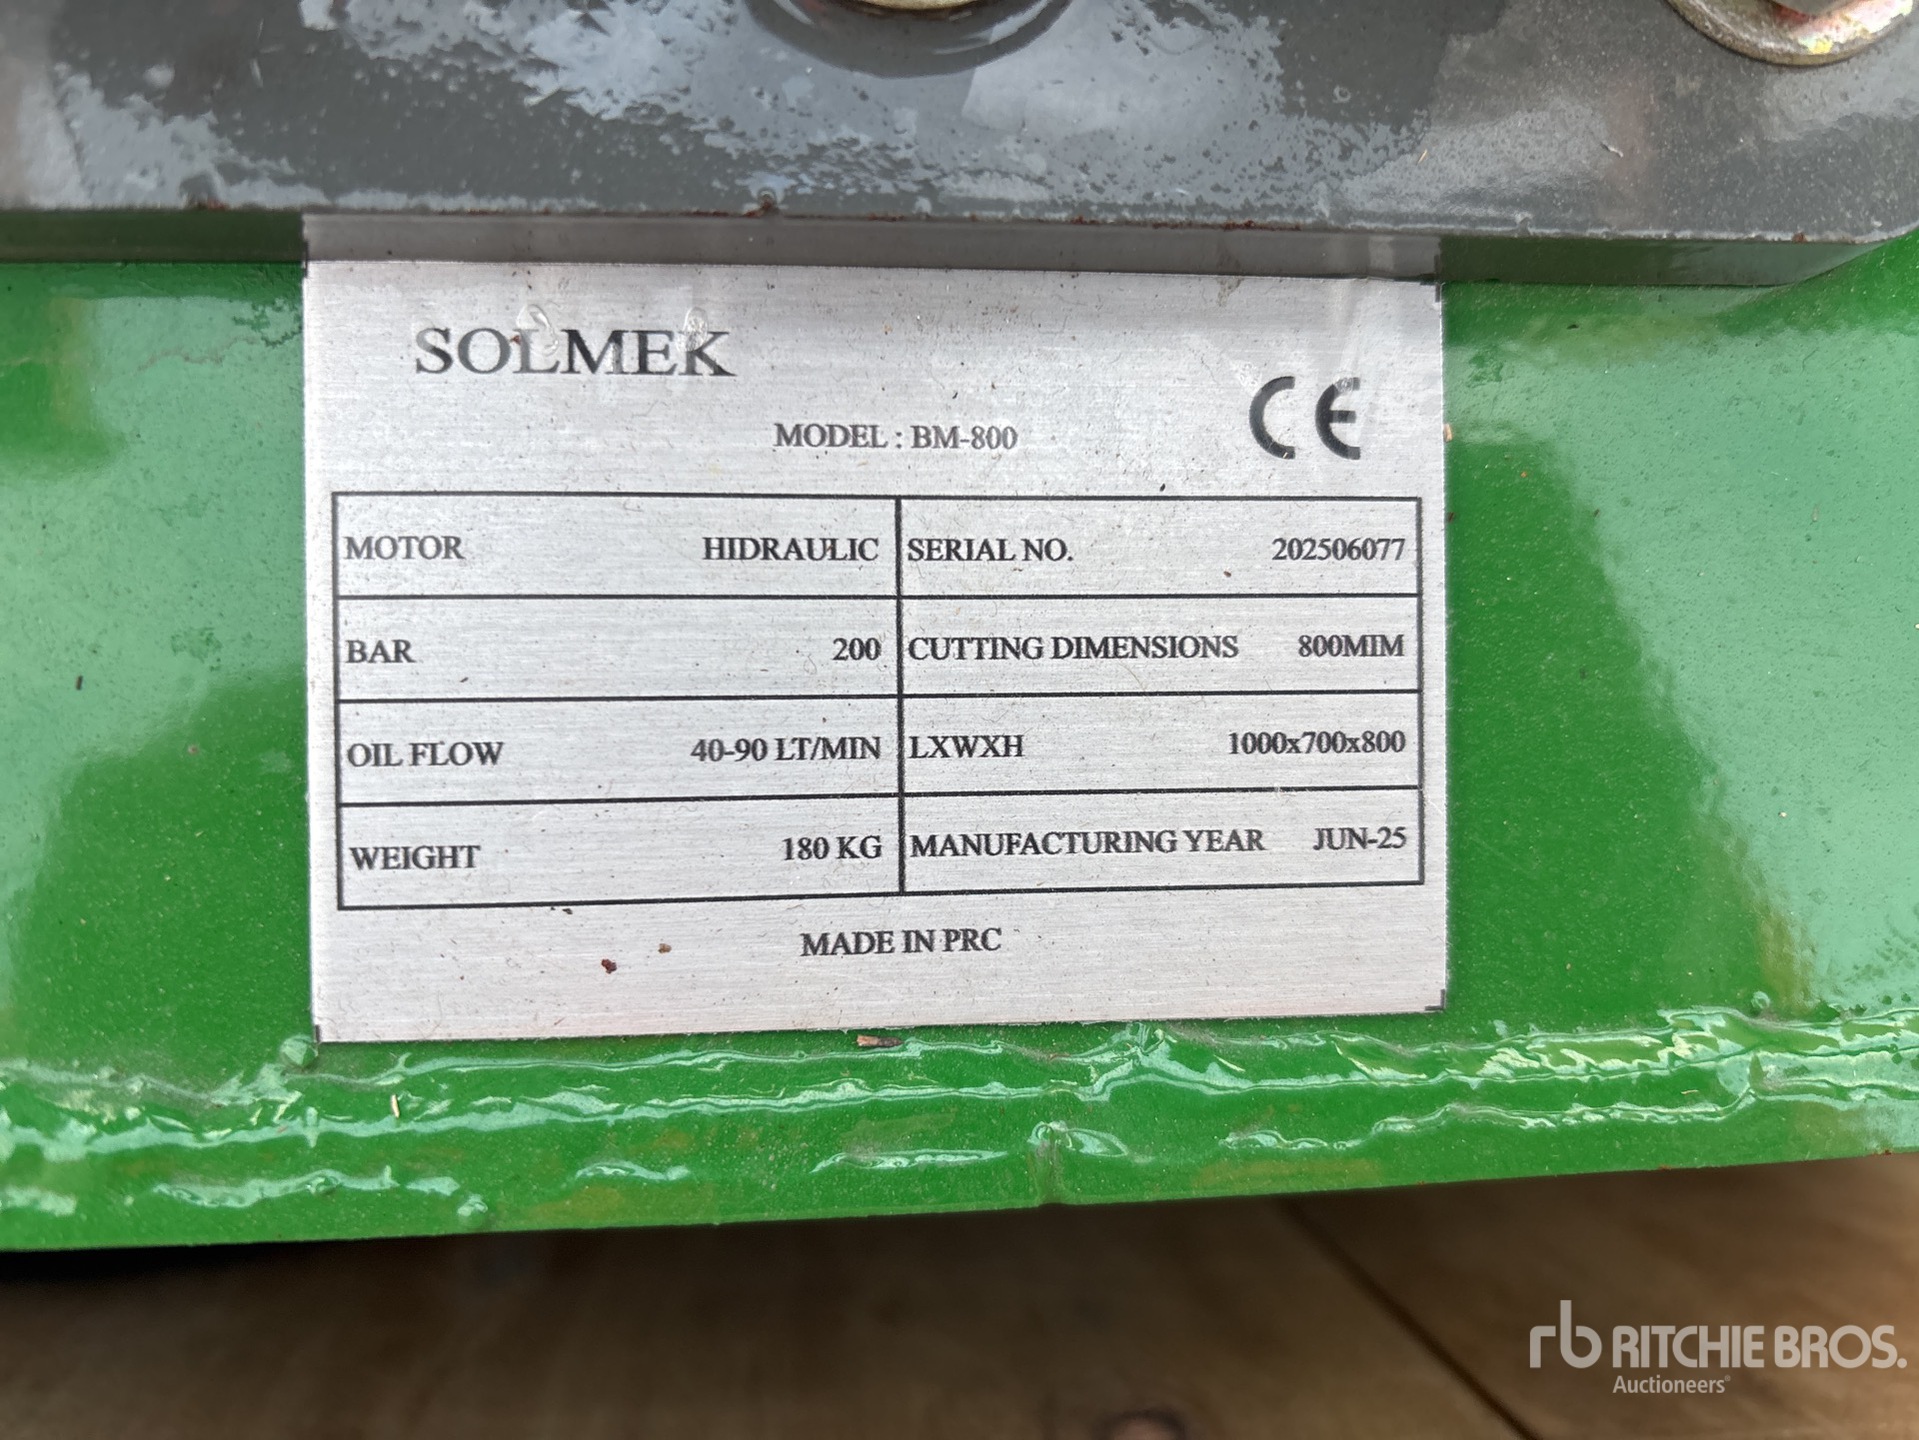 SOLMEK
CE
MODEL : BM-800
MOTOR HIDRAULIC SERIAL NO. 202506077
BAR 200 CUTTING DIMENSIONS 800MIM
OIL FLOW 40-90 LT/MIN LXWXH 1000x700x800
WEIGHT 180 KG MANUFACTURING YEAR JUN-25
MADE IN PRC
rb RITCHIE BROS.
Auctioneers®